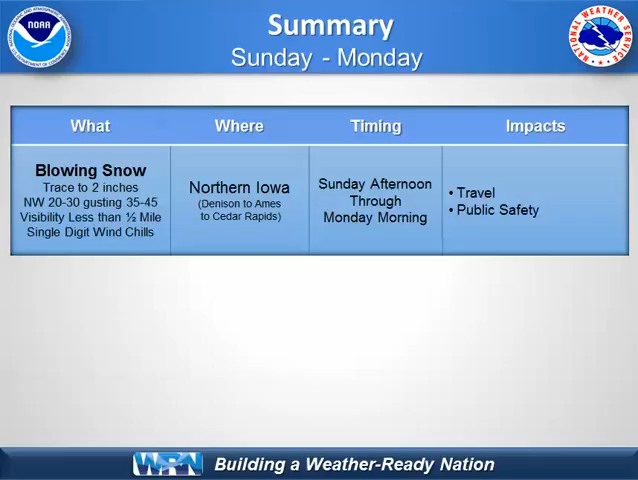 Summary
Sunday - Monday
NOAA
NATIONAL WEATHER SERVICE
What
Where
Timing
Impacts
Blowing Snow
Trace to 2 inches
NW 20-30 gusting 35-45
Visibility Less than ½ Mile
Single Digit Wind Chills
Northern Iowa
(Denison to Ames
to Cedar Rapids)
Sunday Afternoon
Through
Monday Morning
• Travel
• Public Safety
WRN
Building a Weather-Ready Nation